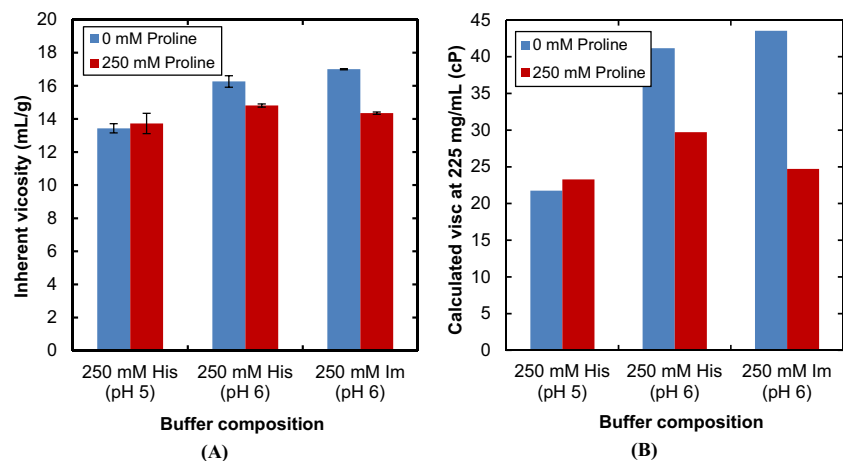 20
18
16
14
12
10
8
6
4
2
0
Inherent vicosity (mL/g)
0 mM Proline
250 mM Proline
250 mM His
(pH 5)
250 mM His
(pH 6)
250 mM Im
(pH 6)
Buffer composition
(A)
45
40
35
30
25
20
15
10
5
0
Calculated visc at 225 mg/mL (cP)
0 mM Proline
250 mM Proline
250 mM His
(pH 5)
250 mM His
(pH 6)
250 mM Im
(pH 6)
Buffer composition
(B)